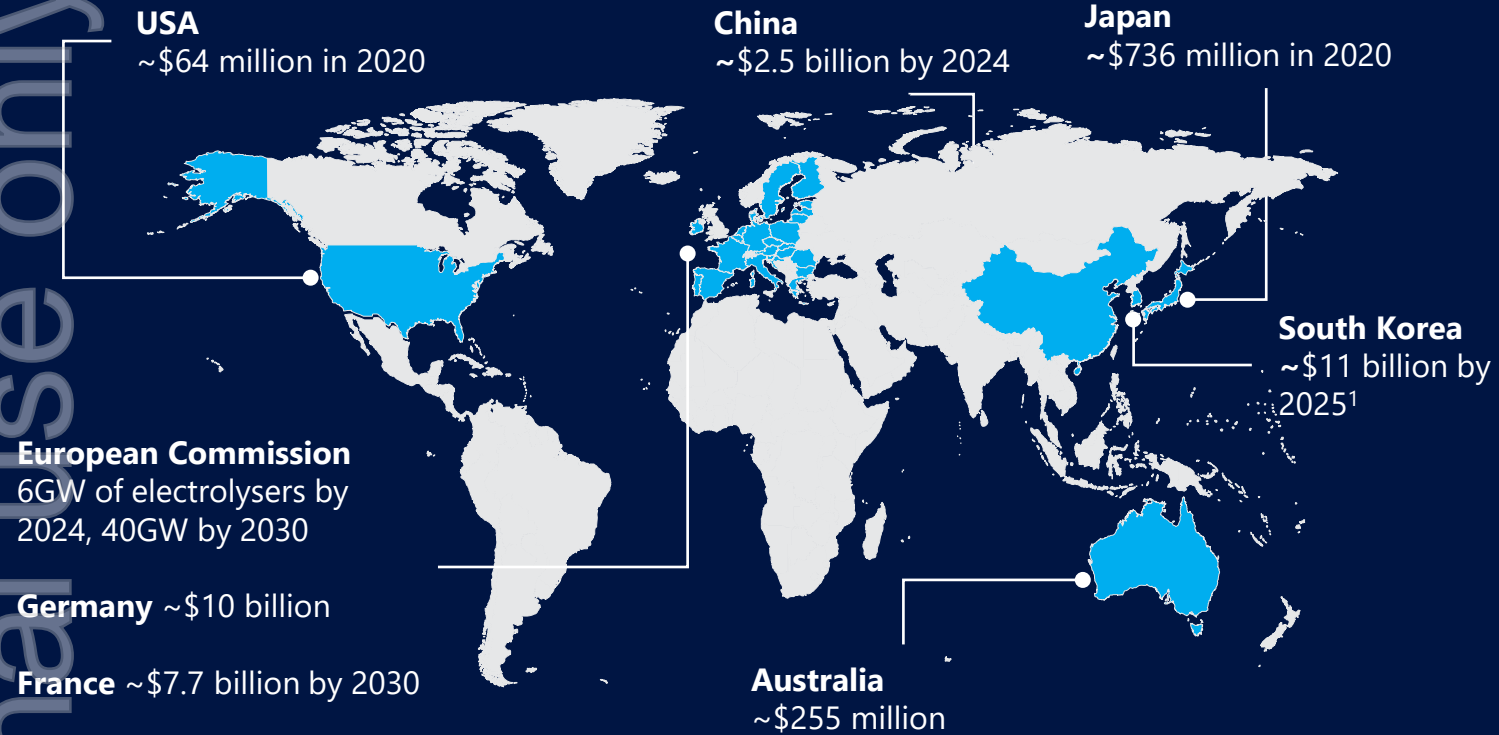 USA
~$64 million in 2020
China
~$2.5 billion by 2024
Japan
~$736 million in 2020
South Korea
~$11 billion by
2025¹
European Commission
6GW of electrolysers by
2024, 40GW by 2030
Germany ~$10 billion
France ~$7.7 billion by 2030
Australia
~$255 million
use only